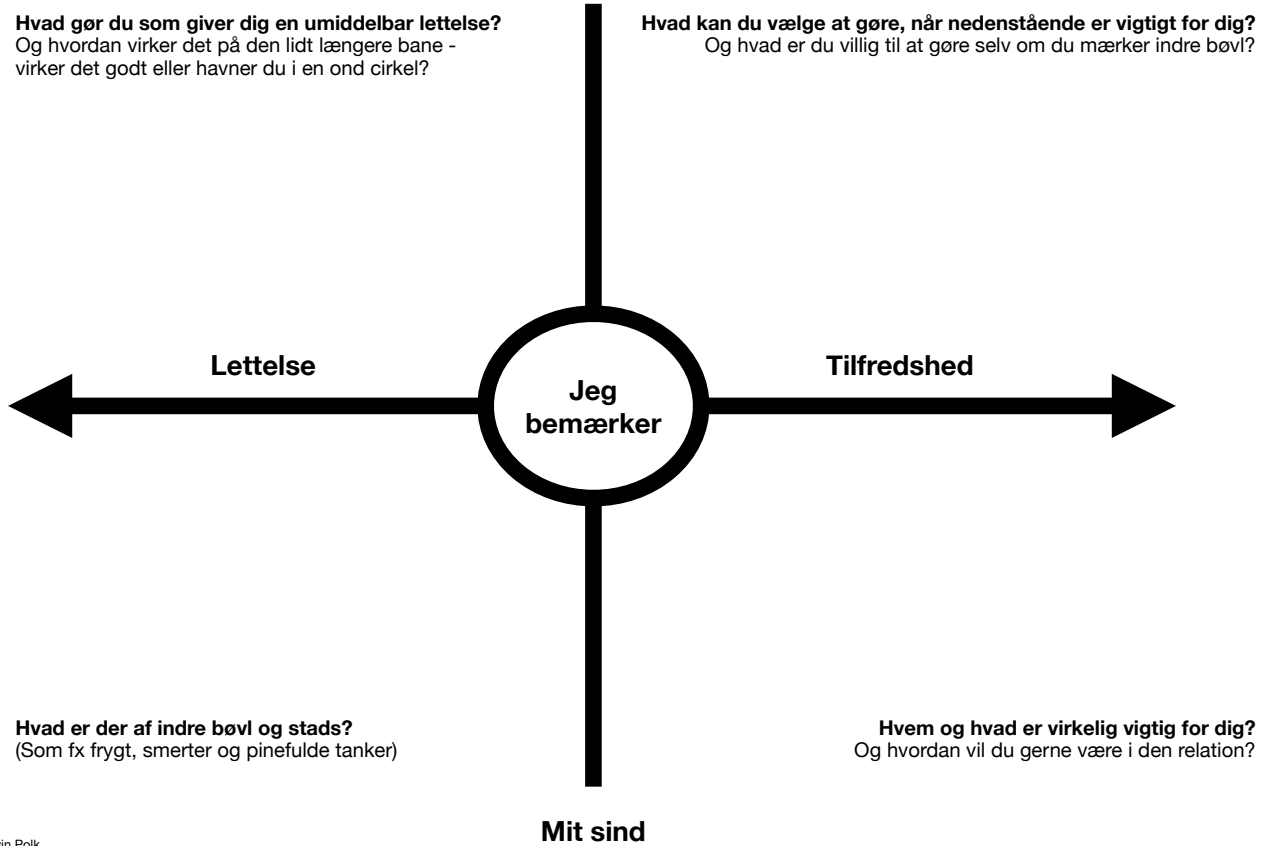 Hvad gør du som giver dig en umiddelbar lettelse?
Og hvordan virker det på den lidt længere bane -
virker det godt eller havner du i en ond cirkel?
Hvad kan du vælge at gøre, når nedenstående er vigtigt for dig?
Og hvad er du villig til at gøre selv om du mærker indre bøvl?
Lettelse
Tilfredshed
Jeg
bemærker
Hvad er der af indre bøvl og stads?
(Som fx frygt, smerter og pinefulde tanker)
Hvem og hvad er virkelig vigtig for dig?
Og hvordan vil du gerne være i den relation?
Mit sind
Polk